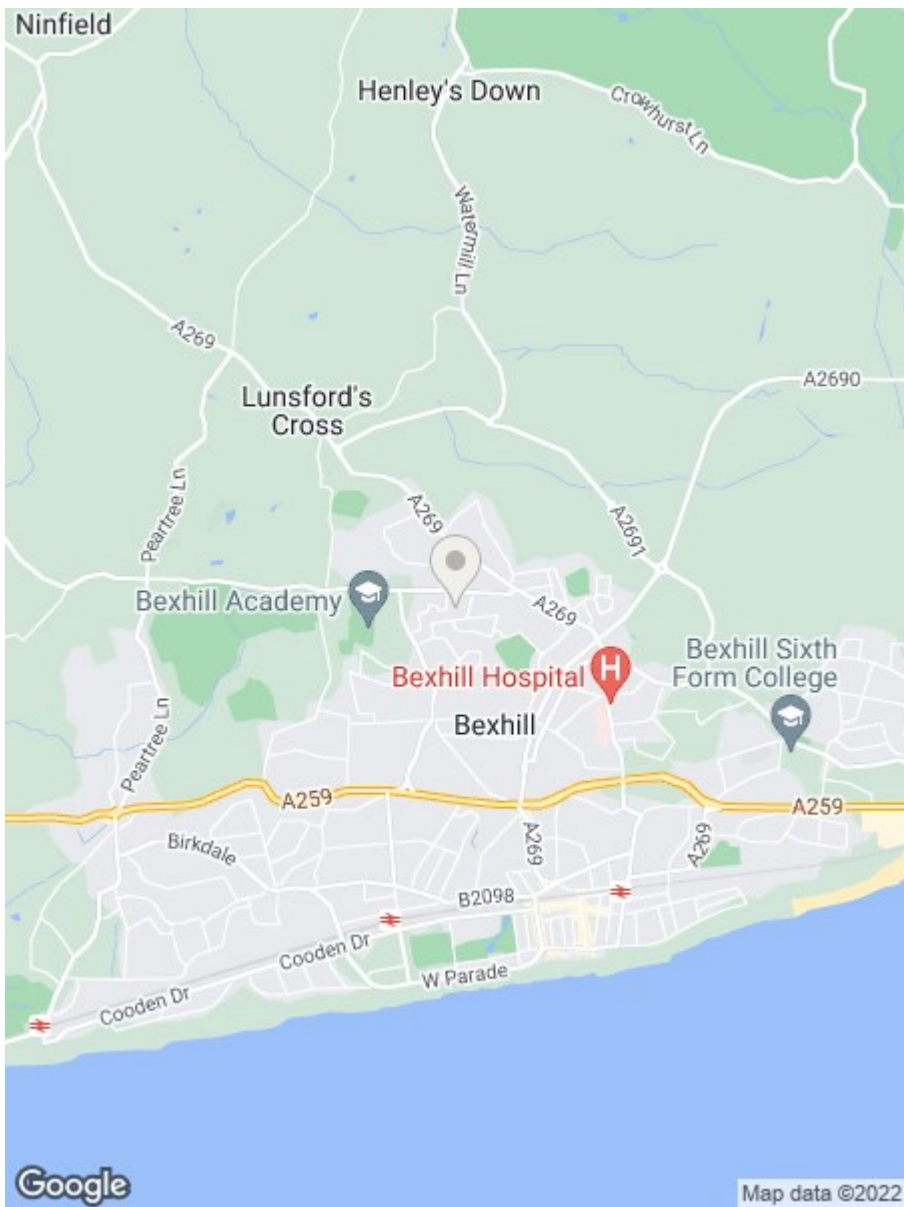 Ninfield
Henley's Down
Crowhurst Ln
Watermill Ln
A269
A2690
Lunsford's
Cross
Peartree Ln
A269
A2691
Bexhill Academy
A269
Bexhill Sixth
Form College
Bexhill Hospital
H
Bexhill
Peartree Ln
A259
A259
Birkdale
A269
A269
B2098
Cooden Dr
W Parade
Cooden Dr
Google
Map data ©2022